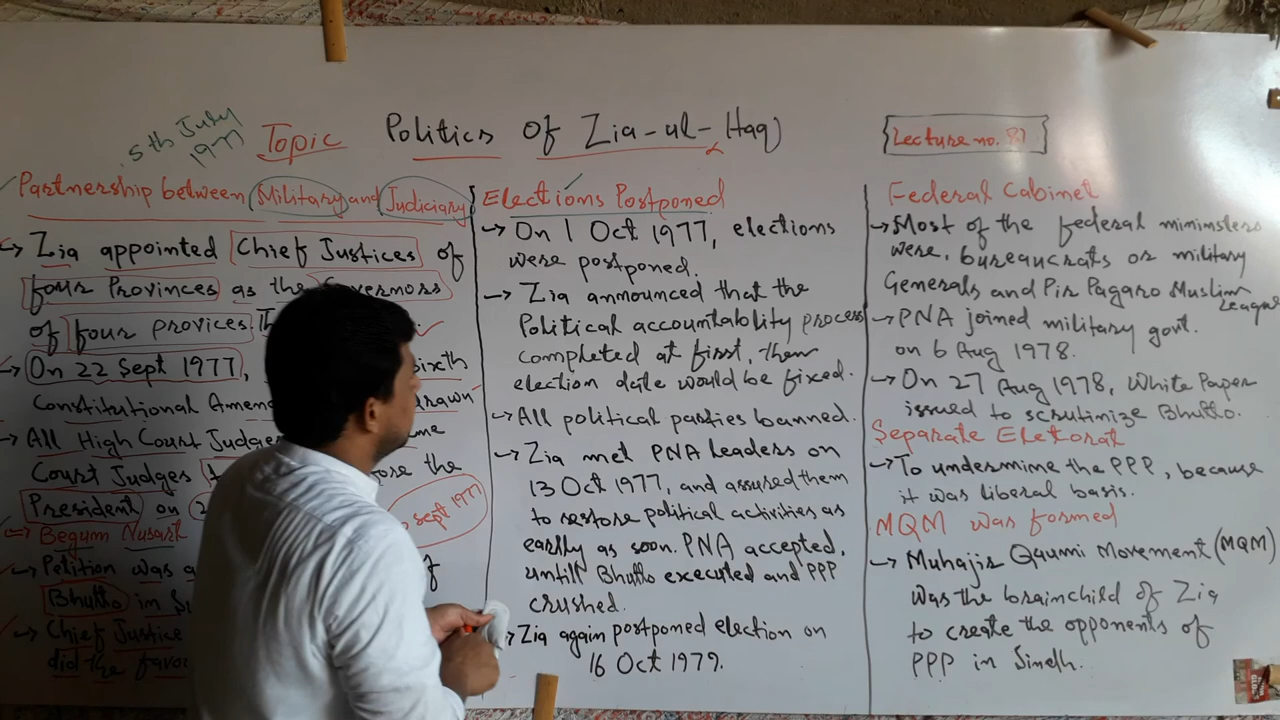 5th July
1977
Topic Politics of Zia-ul-Haq
Lecture no. 81
Partnership between Military and Judiciary
→ Zia appointed Chief Justices of
four Provinces as the Governors
of four provices.
→ On 22 Sept 1977, Sixth
Constitutional drawn
→ All High Court Judges
Court Judges the
President on
⇒ Begum Nusart
→ Petition was
Bhutto in
→ Chief Justice
did the favor
Sept 1977
Elections Postponed
→ On 1 Oct 1977, elections
were postponed.
→ Zia announced that the
Political accountability process
completed at first, then
election date would be fixed.
→ All political parties banned.
→ Zia met PNA leaders on
13 Oct 1977, and assured them
to restore political activities as
earlly as soon. PNA accepted,
untill Bhutto executed and PPP
crushed.
→ Zia again postponed election on
16 Oct 1979.
Federal Cabinet
→ Most of the federal minimsters
were, bureaucrats or military
Generals and Pir Pagaro Muslim
League
→ PNA joined military govt.
on 6 Aug 1978.
→ On 27 Aug 1978, White Paper
issued to scrutinize Bhutto.
Separate Electorat
→ To undermine the PPP, because
it was liberal basis.
MQM was formed
→ Muhajir Qaumi Movement (MQM)
was the brainchild of Zia
to create the opponents of
PPP in Sindh.